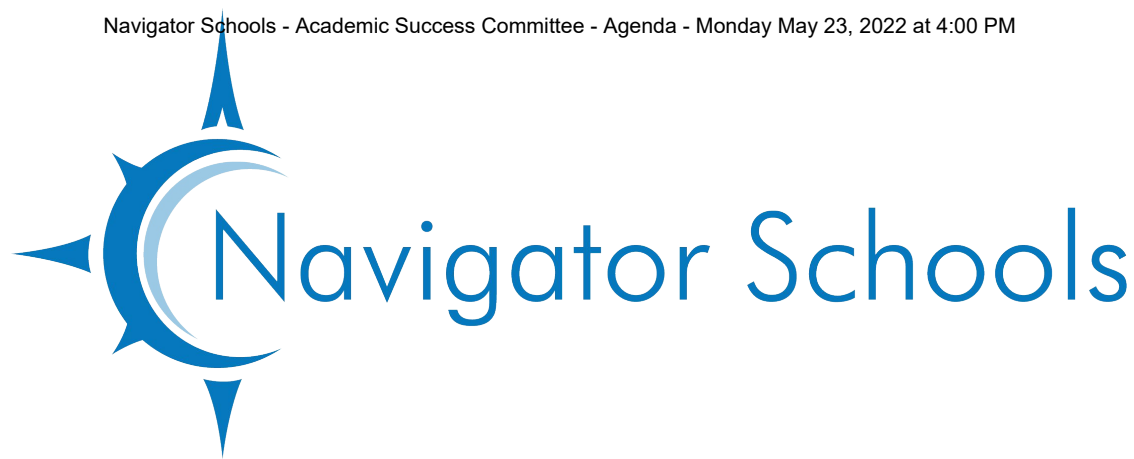 Navigator Schools - Academic Success Committee - Agenda - Monday May 23, 2022 at 4:00 PM
Navigator Schools